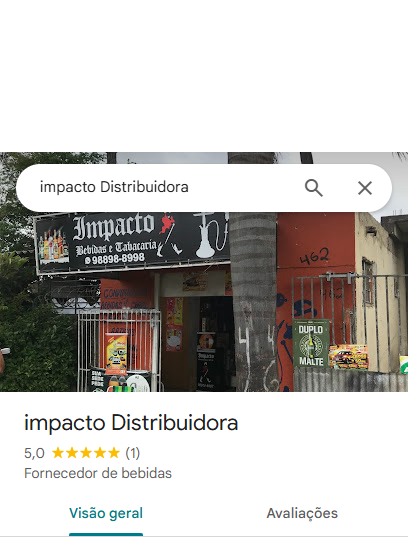 impacto Distribuidora
Impacto
Bebidas e Tabacaria
98898-8998
462
DUPLO
MALTE
Impacto
impacto Distribuidora
5,0 (1)
Fornecedor de bebidas
Visão geral
Avaliações